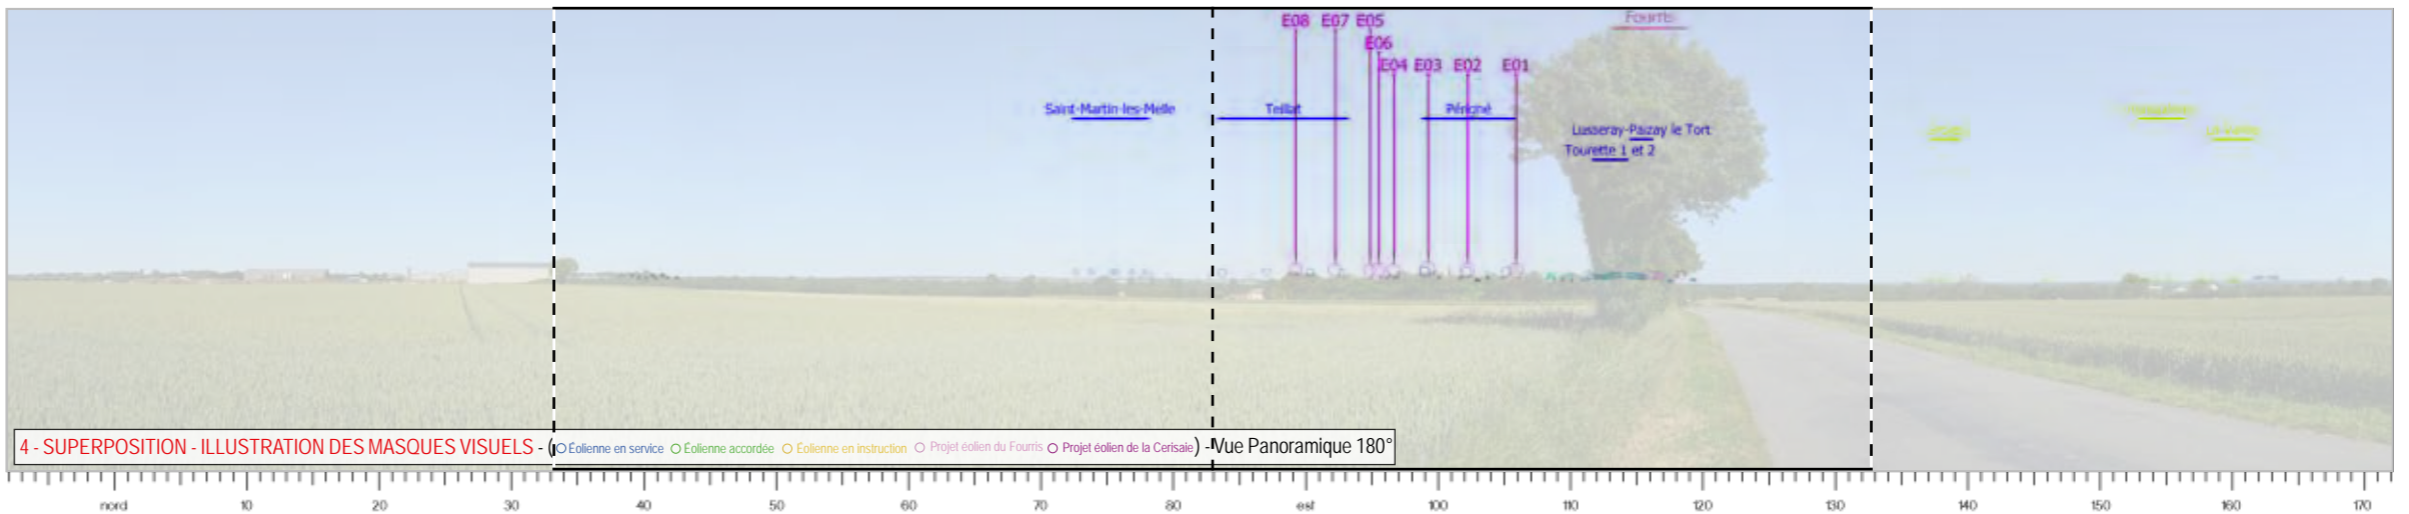 E08 E07 E05
Fourris
E06
E04 E03 E02 E01
Saint-Martin-les-Melle
Teillat
Périgné
Lusseray-Paizay le Tort
Tourette 1 et 2
4 - SUPERPOSITION - ILLUSTRATION DES MASQUES VISUELS - ( Éolienne en service Éolienne accordée Éolienne en instruction Projet éolien du Fourris Projet éolien de la Cerisaie) - Vue Panoramique 180°
nord 10 20 30 40 50 60 70 80 est 100 110 120 130 140 150 160 170